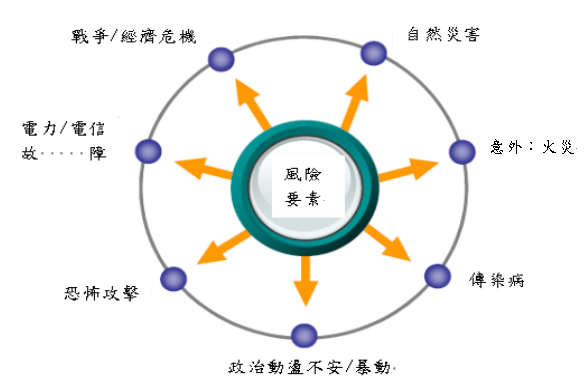 戰爭/經濟危機
自然災害
電力/電信
故‥‥‥障
意外：火災
風險
要素
恐怖攻擊
傳染病
政治動盪不安/暴動